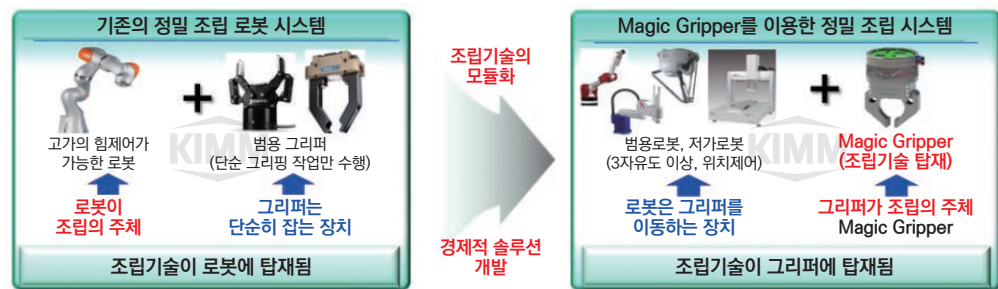 기존의 정밀 조립 로봇 시스템
KIMM
고가의 힘제어가
가능한 로봇
범용 그리퍼
(단순 그리핑 작업만 수행)
로봇이
조립의 주체
그리퍼는
단순히 잡는 장치
조립기술이 로봇에 탑재됨
조립기술의
모듈화
경제적 솔루션
개발
Magic Gripper를 이용한 정밀 조립 시스템
KIMM
범용로봇, 저가로봇
(3자유도 이상, 위치제어)
Magic Gripper
(조립기술 탑재)
로봇은 그리퍼를
이동하는 장치
그리퍼가 조립의 주체
Magic Gripper
조립기술이 그리퍼에 탑재됨